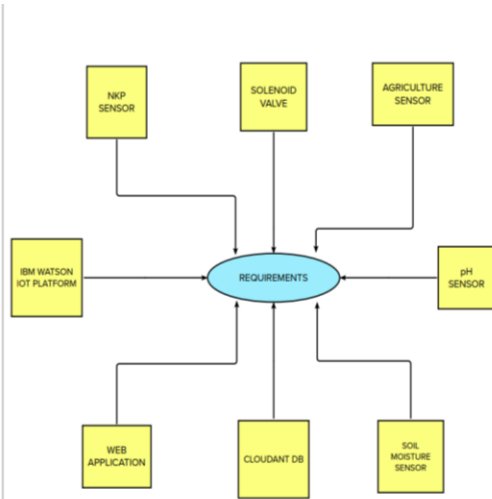 NKP
SENSOR
SOLENOID
VALVE
AGRICULTURE
SENSOR
IBM WATSON
IOT PLATFORM
REQUIREMENTS
pH
SENSOR
WEB
APPLICATION
CLOUDANT DB
SOIL
MOISTURE
SENSOR